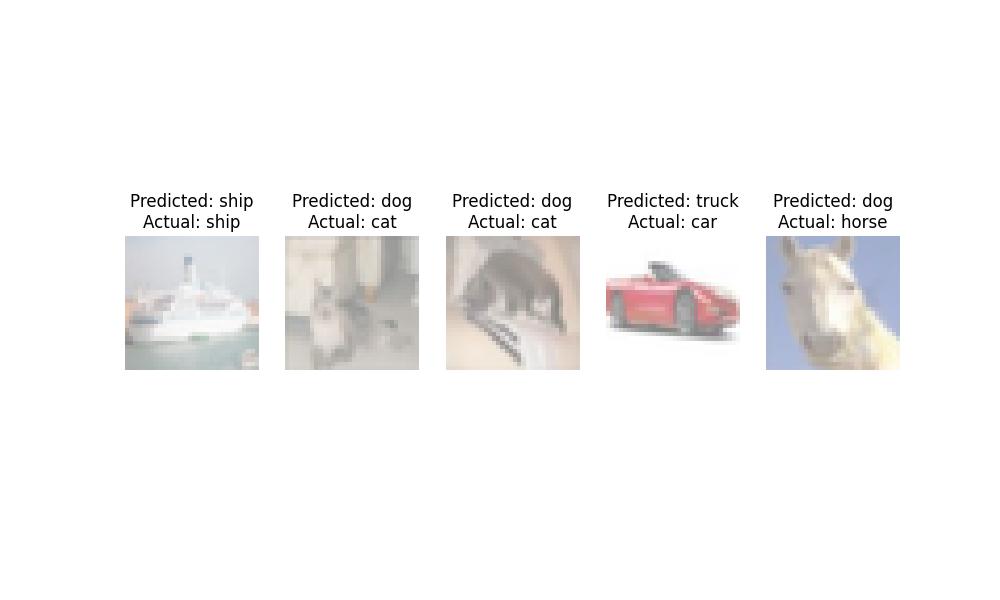 Predicted: ship
Actual: ship
Predicted: dog
Actual: cat
Predicted: dog
Actual: cat
Predicted: truck
Actual: car
Predicted: dog
Actual: horse